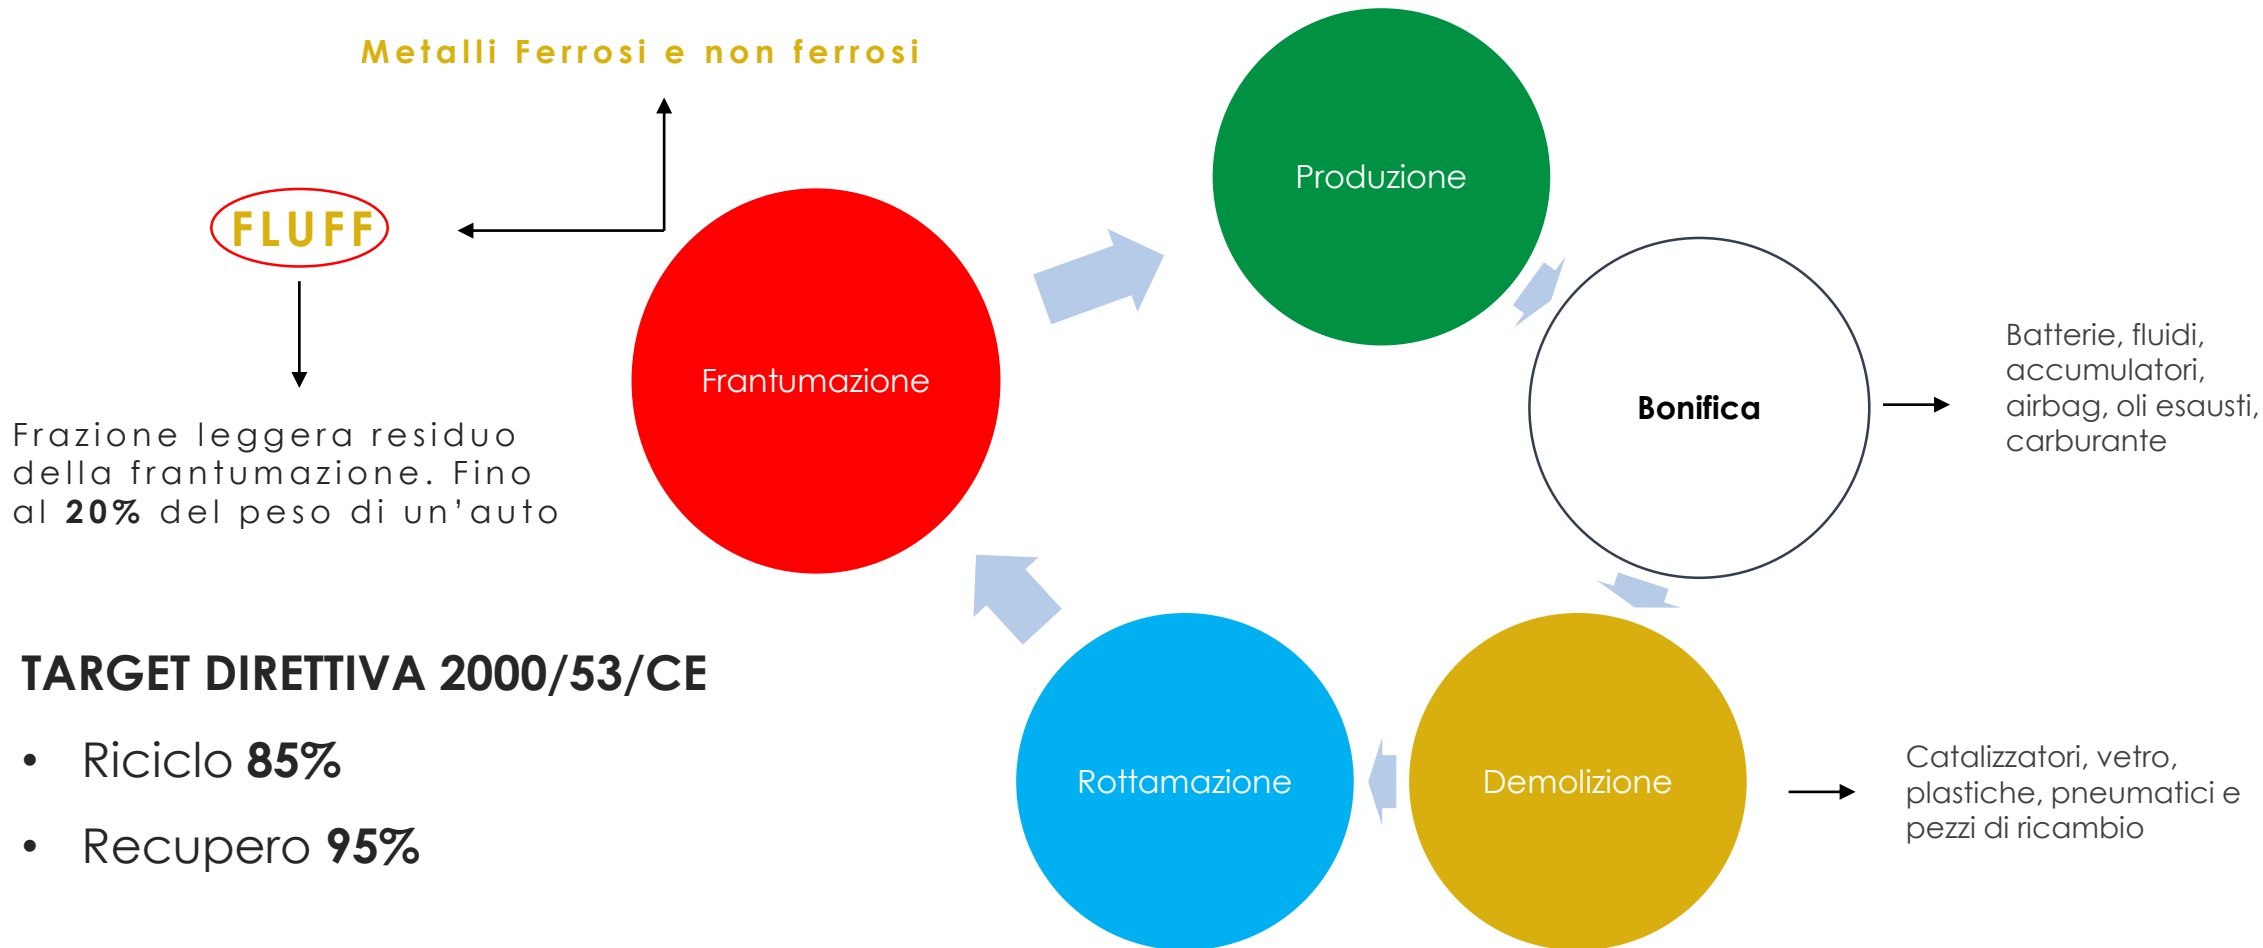 Metalli Ferrosi e non ferrosi
Produzione
FLUFF
Frantumazione
Batterie, fluidi,
accumulatori,
airbag, oli esausti,
carburante
Bonifica
Frazione leggera residuo
della frantumazione. Fino
al 20% del peso di un’auto
TARGET DIRETTIVA 2000/53/CE
• Riciclo 85%
• Recupero 95%
Rottamazione
Demolizione
Catalizzatori, vetro,
plastiche, pneumatici e
pezzi di ricambio